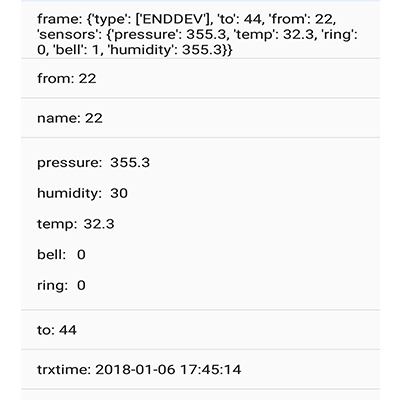 frame: {'type': ['ENDDEV'], 'to': 44, 'from': 22,
'sensors': {'pressure': 355.3, 'temp': 32.3, 'ring':
0, 'bell': 1, 'humidity': 355.3}}
from: 22
name: 22
pressure: 355.3
humidity: 30
temp: 32.3
bell: 0
ring: 0
to: 44
trxtime: 2018-01-06 17:45:14